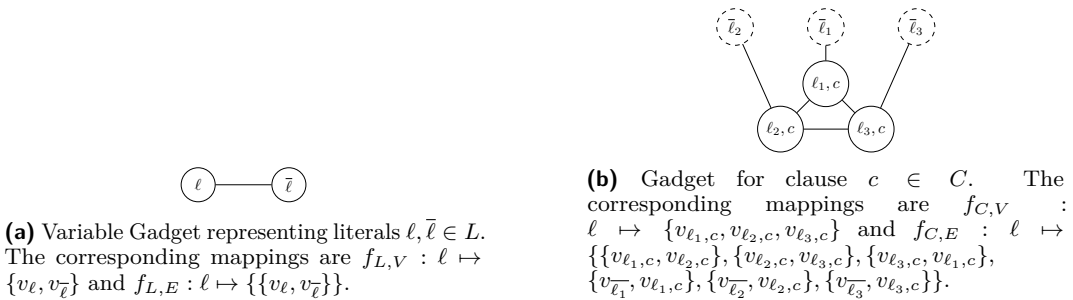 ℓ̅₂ ℓ̅₁ ℓ̅₃
ℓ₁, c
ℓ₂, c ℓ₃, c
ℓ ℓ̅
(a) Variable Gadget representing literals ℓ, ℓ̅ ∈ L.
The corresponding mappings are f_{L,V} : ℓ ↦
{v_ℓ, v_ℓ̅} and f_{L,E} : ℓ ↦ {{v_ℓ, v_ℓ̅}}.
(b) Gadget for clause c ∈ C. The
corresponding mappings are f_{C,V} :
ℓ ↦ {v_{ℓ₁,c}, v_{ℓ₂,c}, v_{ℓ₃,c}} and f_{C,E} : ℓ ↦
{{v_{ℓ₁,c}, v_{ℓ₂,c}}, {v_{ℓ₂,c}, v_{ℓ₃,c}}, {v_{ℓ₃,c}, v_{ℓ₁,c}},
{v_{ℓ̅₁}, v_{ℓ₁,c}}, {v_{ℓ̅₂}, v_{ℓ₂,c}}, {v_{ℓ̅₃}, v_{ℓ₃,c}}}.